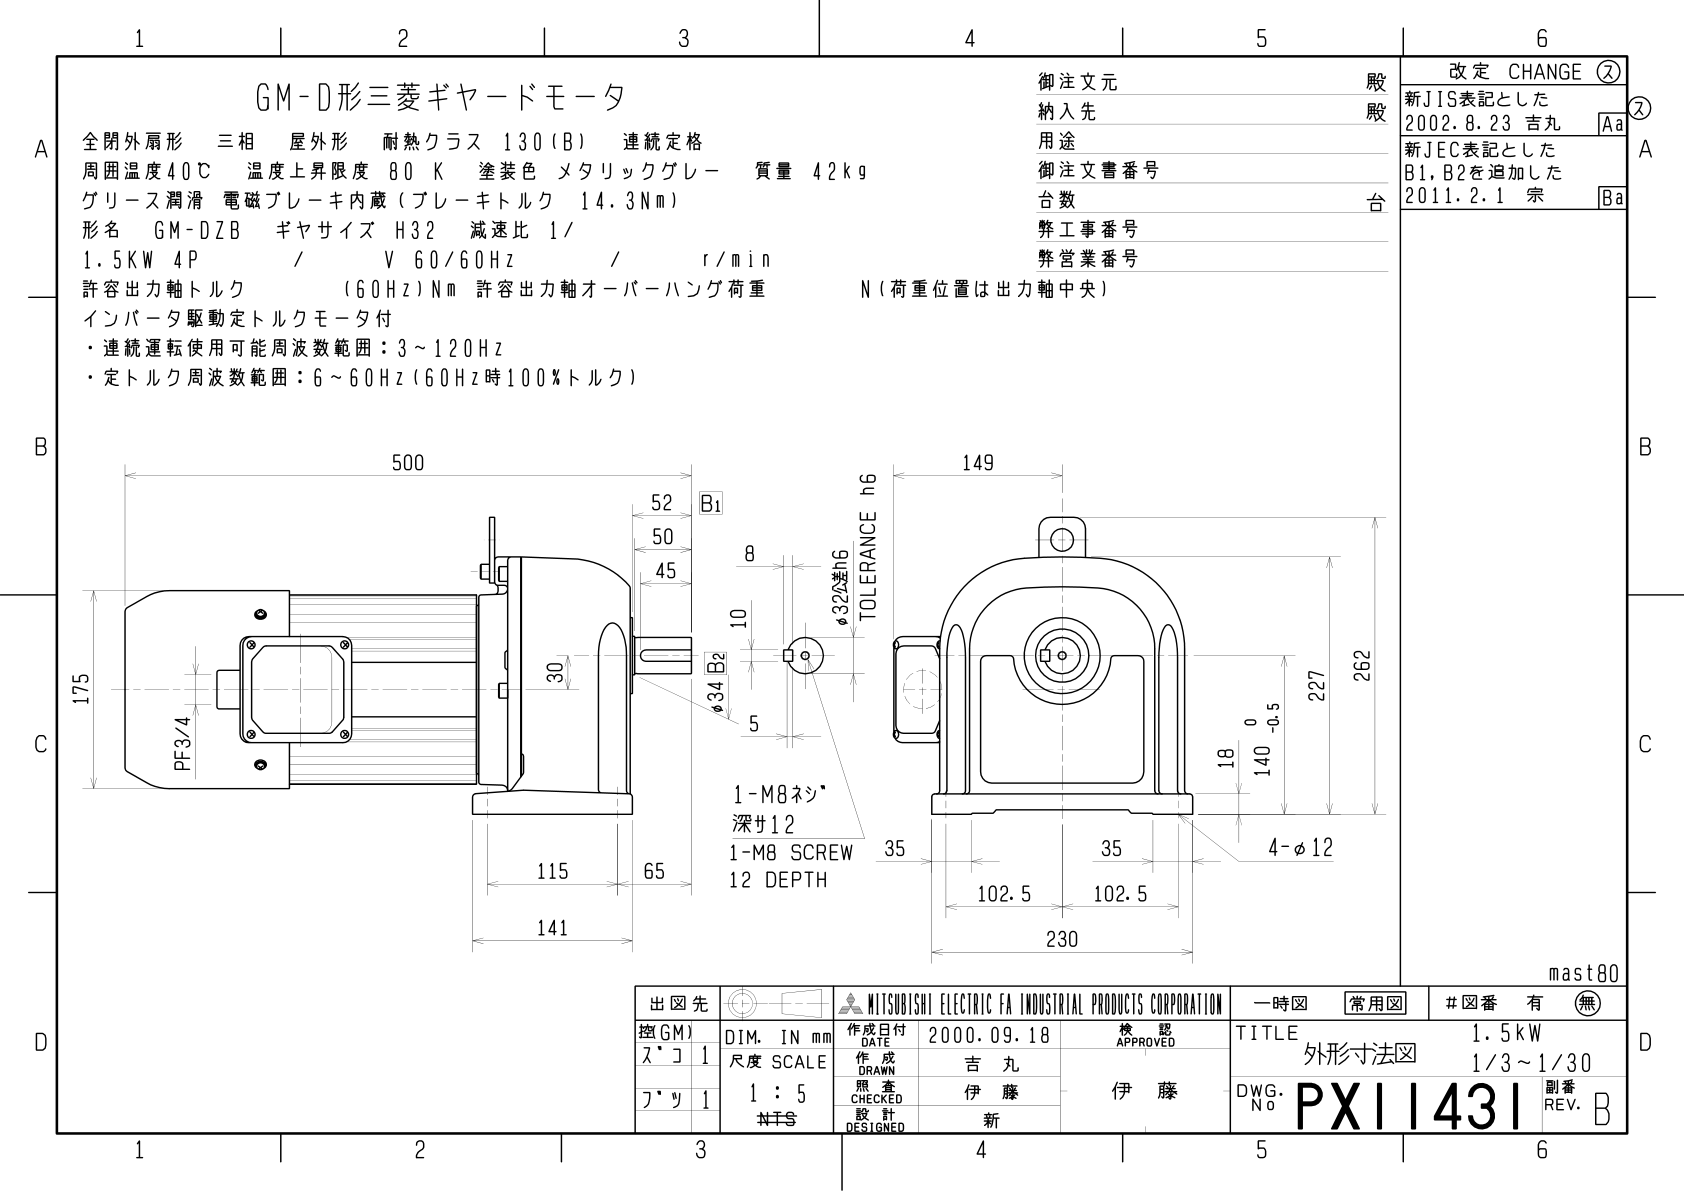 1 2 3 4 5 6
GM-D形三菱ギヤードモータ
全閉外扇形 三相 屋外形 耐熱クラス 130(B) 連続定格
周囲温度40℃ 温度上昇限度 80 K 塗装色 メタリックグレー 質量 42kg
グリース潤滑 電磁ブレーキ内蔵(ブレーキトルク 14.3Nm)
形名 GM-DZB ギヤサイズ H32 減速比 1/
1.5KW 4P / V 60/60Hz / r/min
許容出力軸トルク (60Hz)Nm 許容出力軸オーバーハング荷重 N(荷重位置は出力軸中央)
インバータ駆動定トルクモータ付
・連続運転使用可能周波数範囲:3~120Hz
・定トルク周波数範囲:6~60Hz(60Hz時100%トルク)
御注文元 殿
納入先 殿
用途
御注文書番号
台数 台
弊工事番号
弊営業番号
改定 CHANGE ス
新JIS表記とした
2002.8.23 吉丸 Aa
新JEC表記とした
B1,B2を追加した
2011.2.1 宗 Ba
ス
A
A
B
B
C
C
D
D
500
52 B1
50
45
8
10
φ32公差h6
TOLERANCE h6
30
B2
φ34
5
175
PF3/4
1-M8ネジ
深サ12
1-M8 SCREW
12 DEPTH
115
65
141
149
262
227
140 0 -0.5
18
4-φ12
35
35
102.5
102.5
230
mast80
出図先
控(GM)
ズコ 1
ブツ 1
DIM. IN mm
尺度 SCALE
1 : 5
NTS
MITSUBISHI ELECTRIC FA INDUSTRIAL PRODUCTS CORPORATION
作成日付
DATE
2000.09.18
作 成
DRAWN
吉 丸
照 査
CHECKED
伊 藤
設 計
DESIGNED
新
検 認
APPROVED
伊 藤
一時図 常用図 #図番 有 無
TITLE
外形寸法図
1.5kW
1/3~1/30
DWG.
No
PX11431
副番
REV.
B
1 2 3 4 5 6